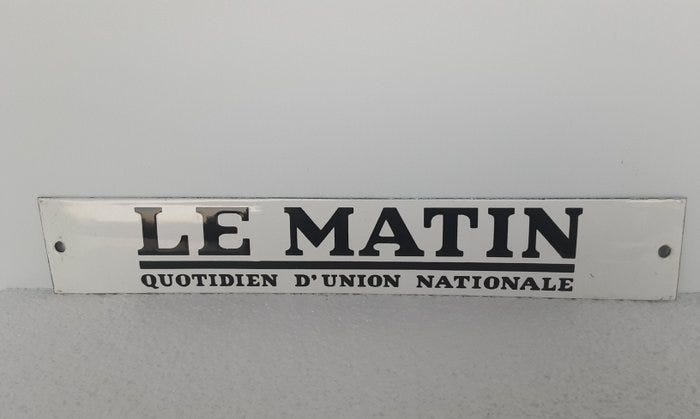 LE MATIN
QUOTIDIEN D'UNION NATIONALE